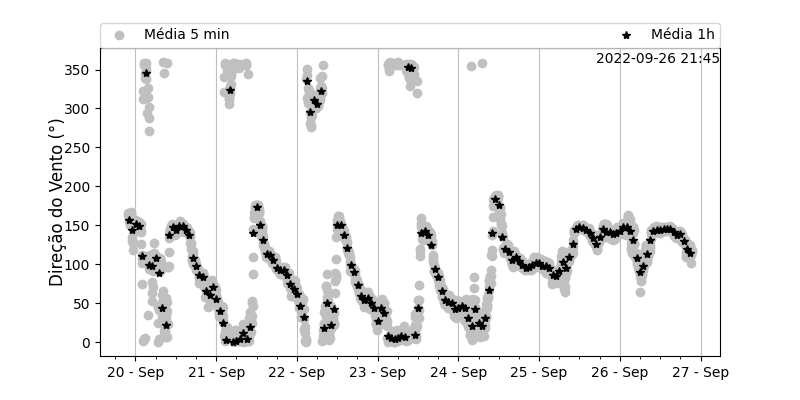 Média 5 min
Média 1h
2022-09-26 21:45
Direção do Vento (°)
350
300
250
200
150
100
50
0
20 - Sep
21 - Sep
22 - Sep
23 - Sep
24 - Sep
25 - Sep
26 - Sep
27 - Sep